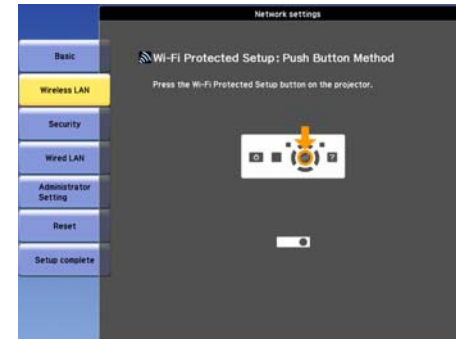 Network settings
Basic
Wireless LAN
Security
Wired LAN
Administrator
Setting
Reset
Setup complete
Wi-Fi Protected Setup: Push Button Method
Press the Wi-Fi Protected Setup button on the projector.
?